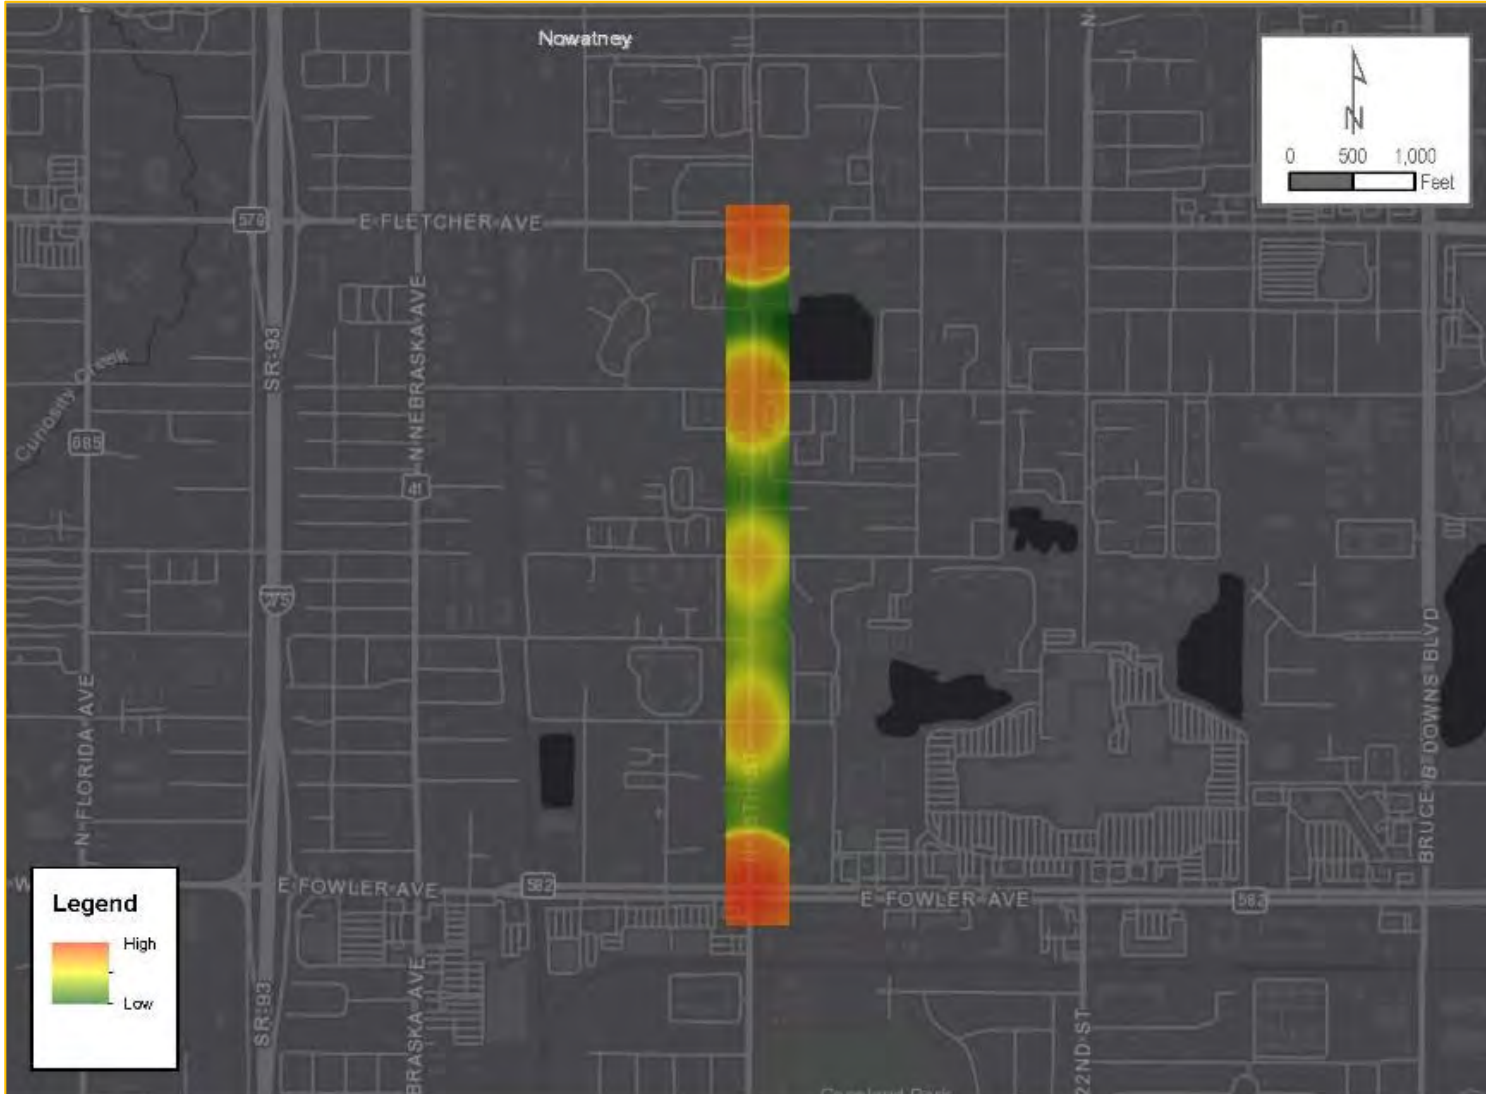 Nowatney
N
0 500 1,000
Feet
579
E FLETCHER AVE
N NEBRASKA AVE
SR-93
Curiosity Creek
685
41
275
N FLORIDA AVE
BRUCE B DOWNS BLVD
E FOWLER AVE
582
E FOWLER AVE
582
Legend
High
Low
SR-93
BRASKA AVE
22ND ST